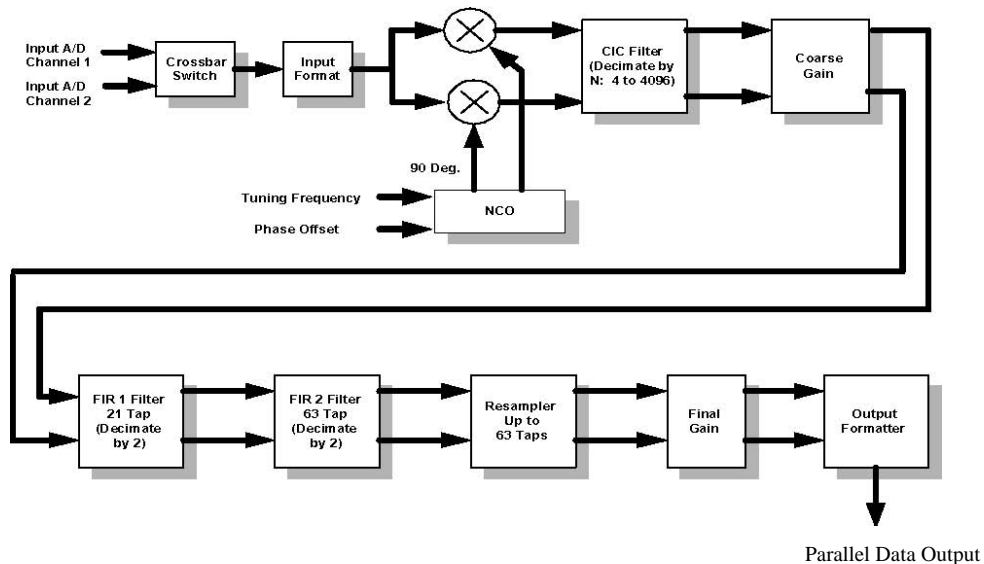 Input A/D
Channel 1
Input A/D
Channel 2
Crossbar
Switch
Input
Format
CIC Filter
(Decimate by
N: 4 to 4096)
Coarse
Gain
90 Deg.
Tuning Frequency
Phase Offset
NCO
FIR 1 Filter
21 Tap
(Decimate
by 2)
FIR 2 Filter
63 Tap
(Decimate
by 2)
Resampler
Up to
63 Taps
Final
Gain
Output
Formatter
Parallel Data Output